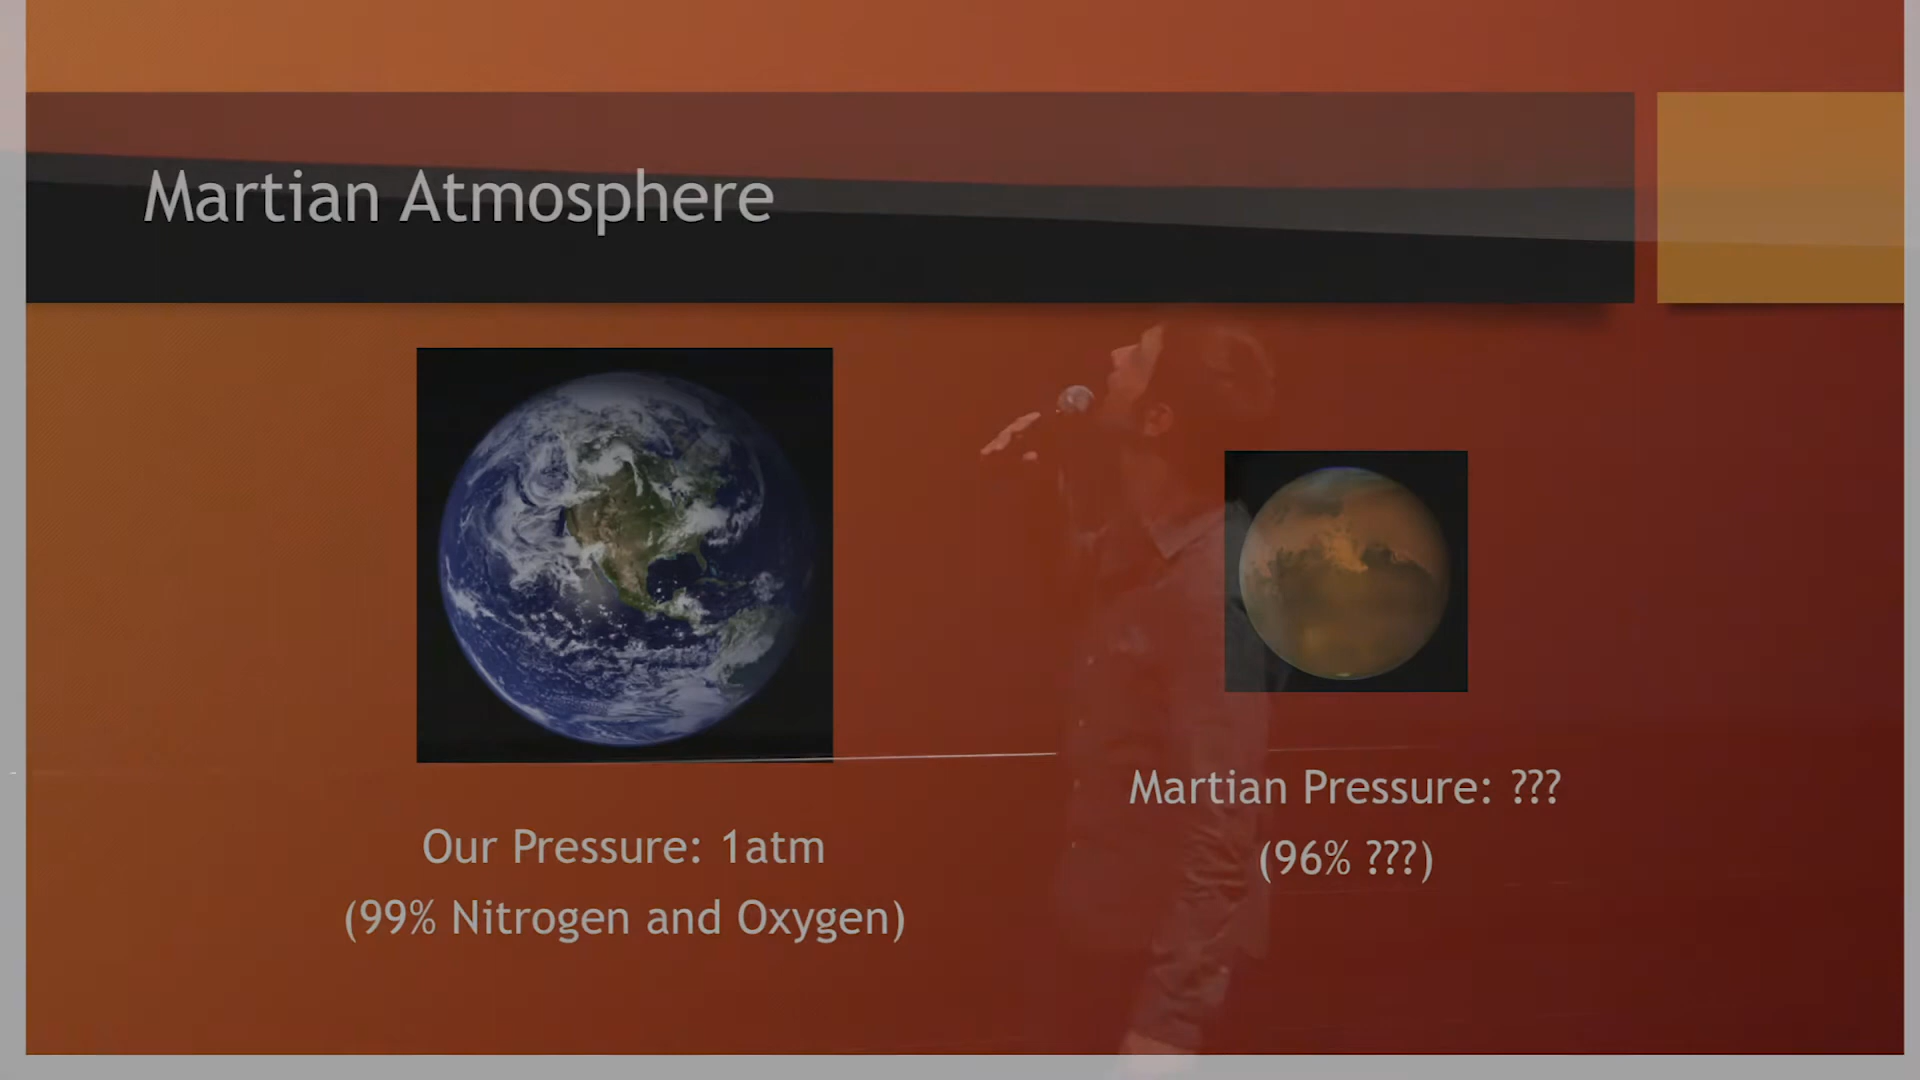 Martian Atmosphere
Our Pressure: 1atm
(99% Nitrogen and Oxygen)
Martian Pressure: ???
(96% ???)